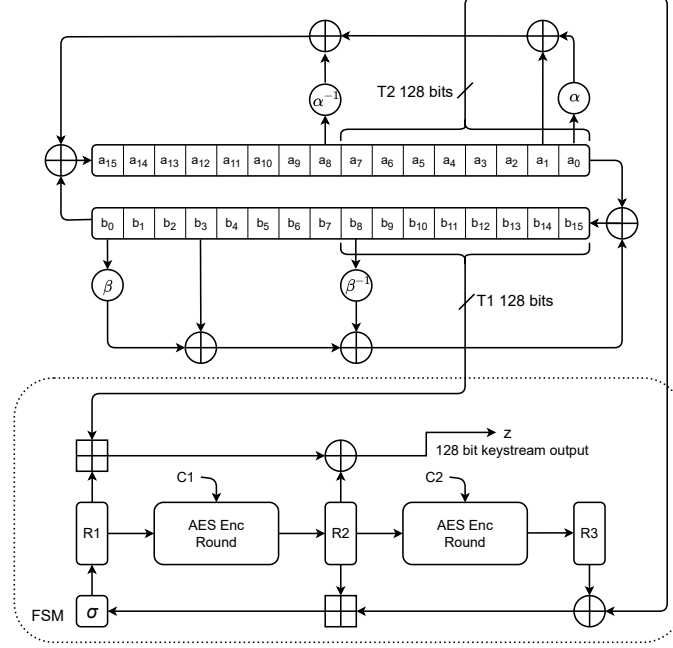 T2 128 bits
α⁻¹
α
a₁₅ a₁₄ a₁₃ a₁₂ a₁₁ a₁₀ a₉ a₈ a₇ a₆ a₅ a₄ a₃ a₂ a₁ a₀
b₀ b₁ b₂ b₃ b₄ b₅ b₆ b₇ b₈ b₉ b₁₀ b₁₁ b₁₂ b₁₃ b₁₄ b₁₅
β
β⁻¹
T1 128 bits
z
128 bit keystream output
C1
C2
R1
AES Enc
Round
R2
AES Enc
Round
R3
FSM
σ